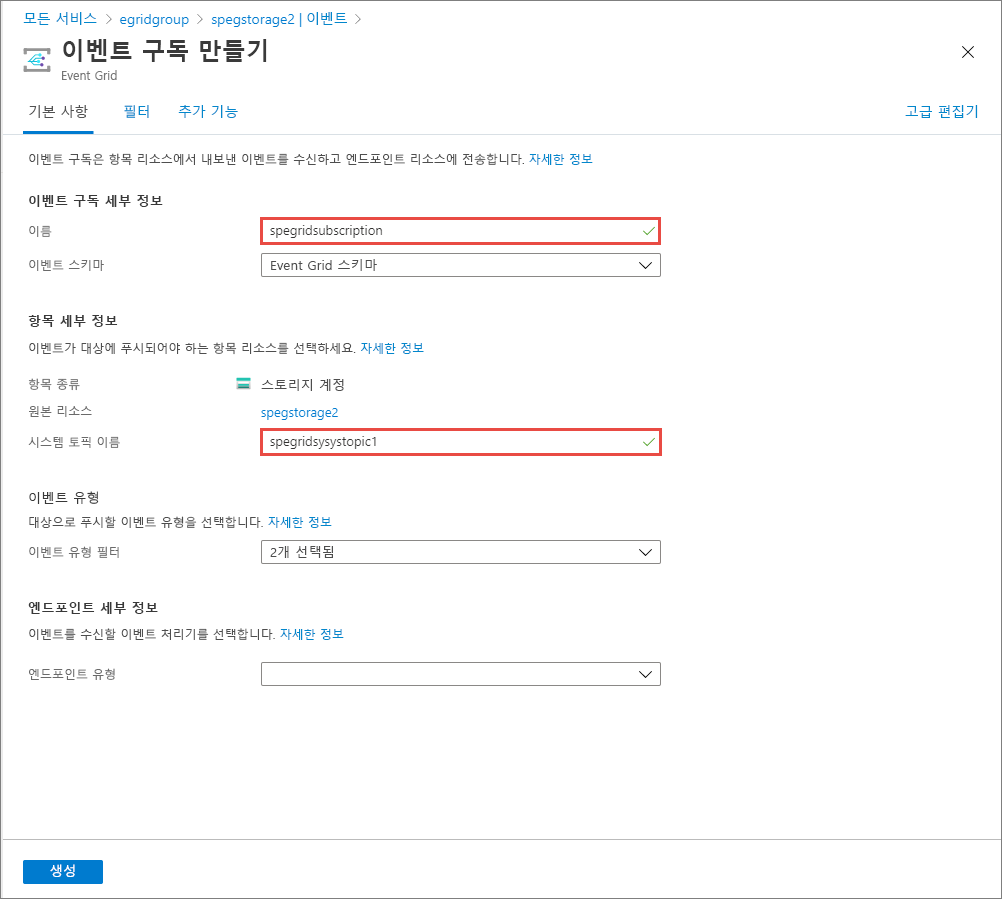 모든 서비스 > egridgroup > spegstorage2 | 이벤트 >
이벤트 구독 만들기
Event Grid
기본 사항 필터 추가 기능 고급 편집기
이벤트 구독은 항목 리소스에서 내보낸 이벤트를 수신하고 엔드포인트 리소스에 전송합니다. 자세한 정보
이벤트 구독 세부 정보
이름 spegridsubscription
이벤트 스키마 Event Grid 스키마
항목 세부 정보
이벤트가 대상에 푸시되어야 하는 항목 리소스를 선택하세요. 자세한 정보
항목 종류 스토리지 계정
원본 리소스 spegstorage2
시스템 토픽 이름 spegridsysystopic1
이벤트 유형
대상으로 푸시할 이벤트 유형을 선택합니다. 자세한 정보
이벤트 유형 필터 2개 선택됨
엔드포인트 세부 정보
이벤트를 수신할 이벤트 처리기를 선택합니다. 자세한 정보
엔드포인트 유형
생성